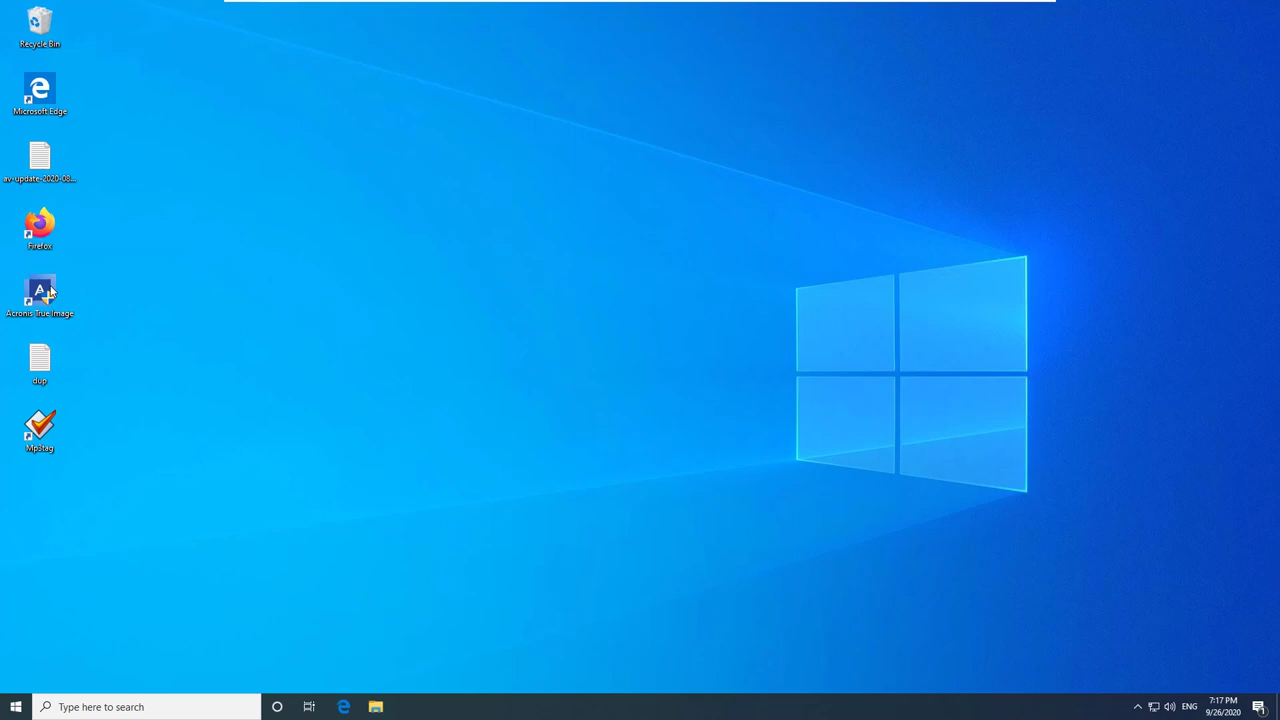 Recycle Bin
Microsoft Edge
av-update-2020-08...
Firefox
Acronis True Image
dup
Mp3tag
Type here to search
ENG
7:17 PM
9/26/2020
1